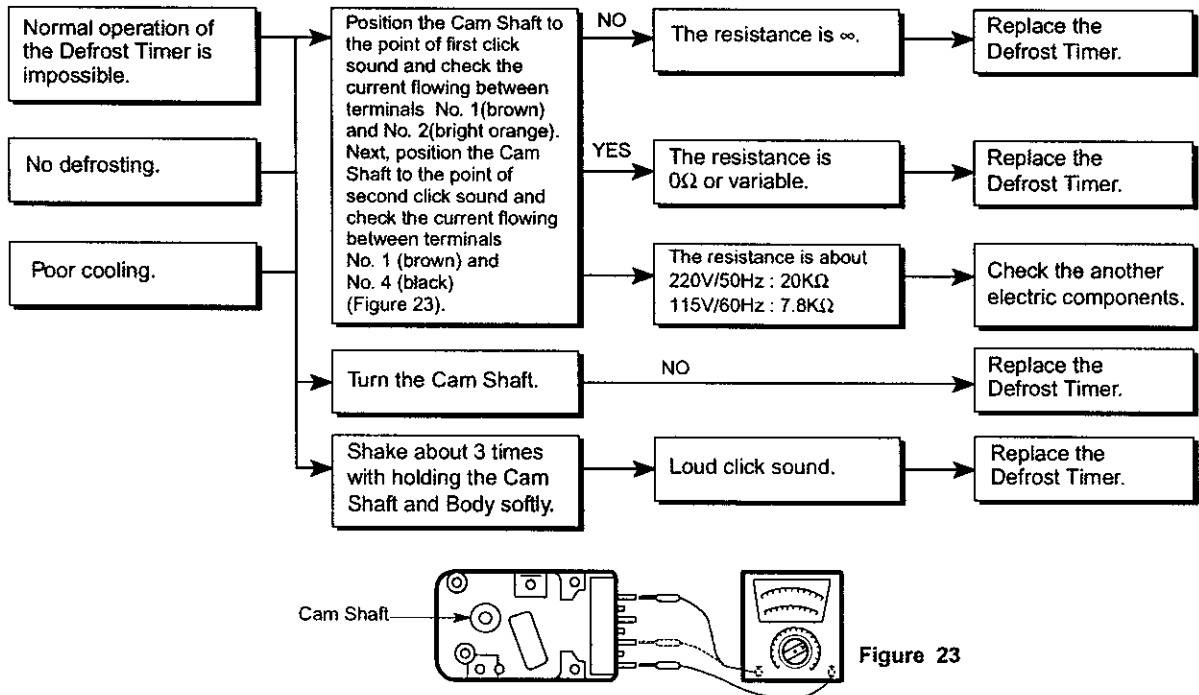 Normal operation of
the Defrost Timer is
impossible.
No defrosting.
Poor cooling.
Position the Cam Shaft to
the point of first click
sound and check the
current flowing between
terminals No. 1(brown)
and No. 2(bright orange).
Next, position the Cam
Shaft to the point of
second click sound and
check the current flowing
between terminals
No. 1 (brown) and
No. 4 (black)
(Figure 23).
NO
The resistance is ∞.
Replace the
Defrost Timer.
YES
The resistance is
0Ω or variable.
Replace the
Defrost Timer.
The resistance is about
220V/50Hz : 20KΩ
115V/60Hz : 7.8KΩ
Check the another
electric components.
Turn the Cam Shaft.
NO
Replace the
Defrost Timer.
Shake about 3 times
with holding the Cam
Shaft and Body softly.
Loud click sound.
Replace the
Defrost Timer.
Cam Shaft
Figure 23